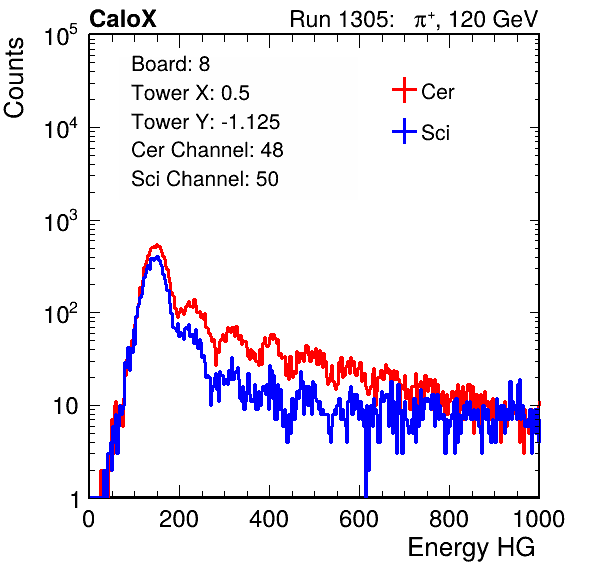 CaloX Run 1305: π⁺, 120 GeV
Board: 8
Tower X: 0.5
Tower Y: -1.125
Cer Channel: 48
Sci Channel: 50
Cer
Sci
Counts
10⁵
10⁴
10³
10²
10
1
0 200 400 600 800 1000
Energy HG